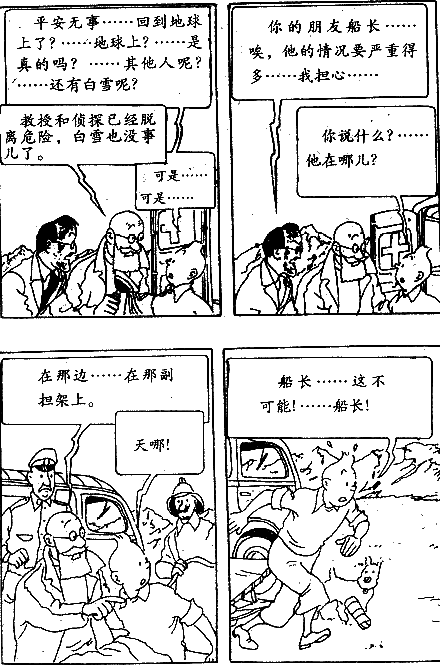 平安无事……回到地球
上了？……地球上？……是
真的吗？……其他人呢？
……还有白雪呢？
教授和侦探已经脱
离危险，白雪也没事
儿了。
可是……
可是……
你的朋友船长……
唉，他的情况要严重得
多……我担心……
你说什么？……
他在哪儿？
在那边……在那副
担架上。
天哪！
船长……这不
可能！……船长！